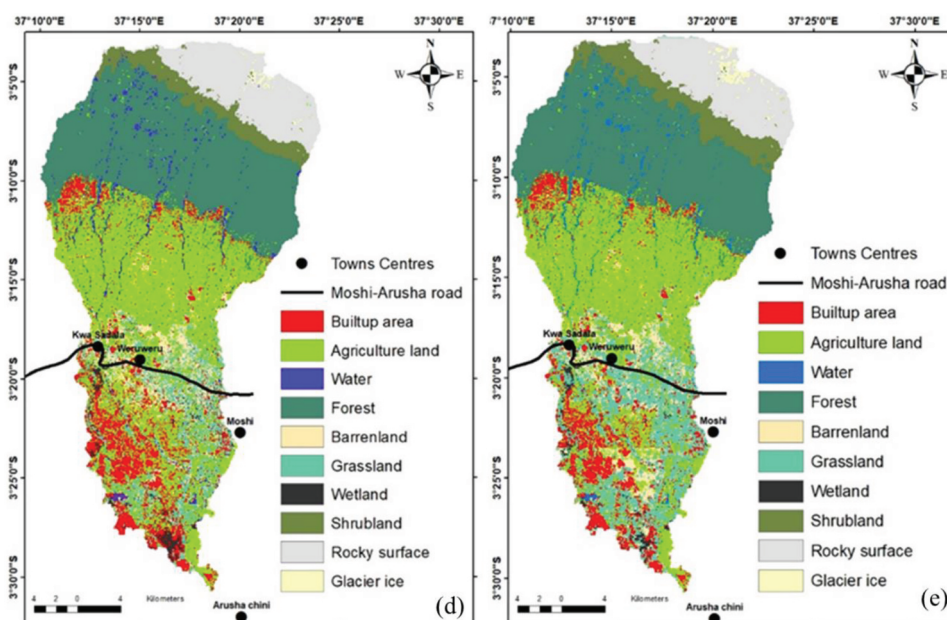 37°10'0"E 37°15'0"E 37°20'0"E 37°30'0"E
3°5'0"S
3°10'0"S
3°15'0"S
3°20'0"S
3°25'0"S
3°30'0"S
N
W E
S
Towns Centres
Moshi-Arusha road
Builtup area
Agriculture land
Water
Forest
Barrenland
Grassland
Wetland
Shrubland
Rocky surface
Glacier ice
Kwa Sadala
Weruweru
Moshi
Arusha chini
4 2 0 4
Kilometers
(d)
37°10'0"E 37°15'0"E 37°20'0"E 37°30'0"E
3°5'0"S
3°10'0"S
3°15'0"S
3°20'0"S
3°25'0"S
3°30'0"S
N
W E
S
Towns Centres
Moshi-Arusha road
Builtup area
Agriculture land
Water
Forest
Barrenland
Grassland
Wetland
Shrubland
Rocky surface
Glacier ice
Kwa Sadala
Weruweru
Moshi
Arusha chini
4 2 0 4
Kilometers
(e)